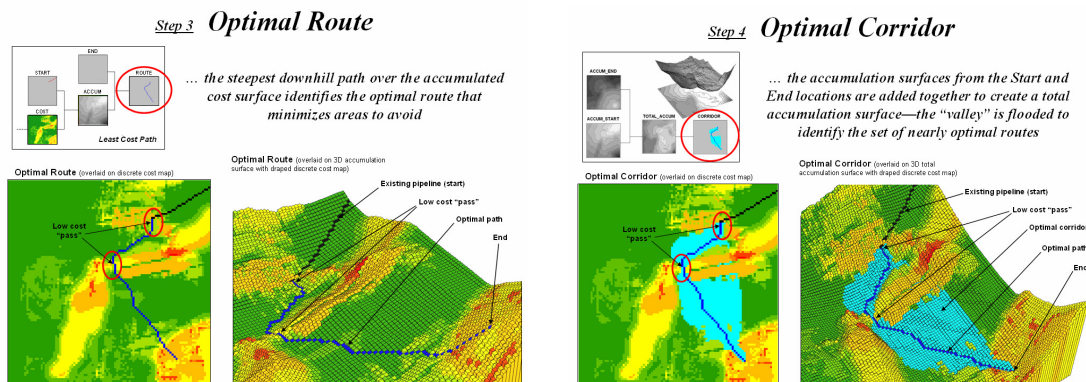 Step 3 Optimal Route
END
START
ROUTE
COST
ACCUM
Least Cost Path
… the steepest downhill path over the accumulated
cost surface identifies the optimal route that
minimizes areas to avoid
Optimal Route (overlaid on 3D accumulation
surface with draped discrete cost map)
Optimal Route (overlaid on discrete cost map)
Existing pipeline (start)
Low cost “pass”
Optimal path
End
Low cost
“pass”
Step 4 Optimal Corridor
ACCUM_END
ACCUM_START
TOTAL_ACCUM
CORRIDOR
… the accumulation surfaces from the Start and
End locations are added together to create a total
accumulation surface—the “valley” is flooded to
identify the set of nearly optimal routes
Optimal Corridor (overlaid on 3D total
accumulation surface with draped discrete cost map)
Optimal Corridor (overlaid on discrete cost map)
Existing pipeline (start)
Low cost “pass”
Optimal corrido
Optimal path
End
Low cost
“pass”